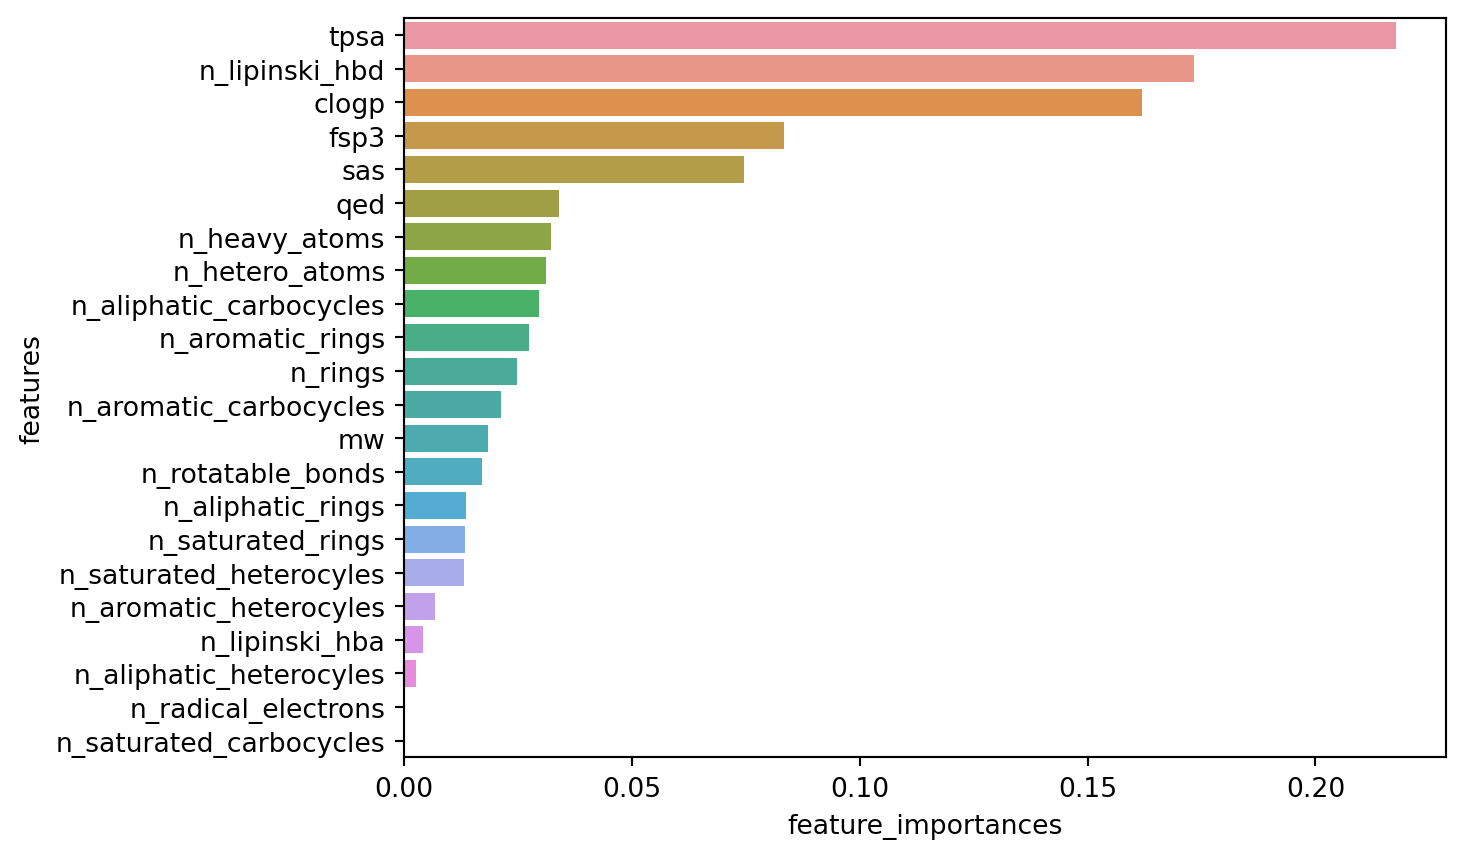 tpsa
n_lipinski_hbd
clogp
fsp3
sas
qed
n_heavy_atoms
n_hetero_atoms
n_aliphatic_carbocycles
n_aromatic_rings
n_rings
n_aromatic_carbocycles
mw
n_rotatable_bonds
n_aliphatic_rings
n_saturated_rings
n_saturated_heterocyles
n_aromatic_heterocyles
n_lipinski_hba
n_aliphatic_heterocyles
n_radical_electrons
n_saturated_carbocycles
features
0.00 0.05 0.10 0.15 0.20
feature_importances